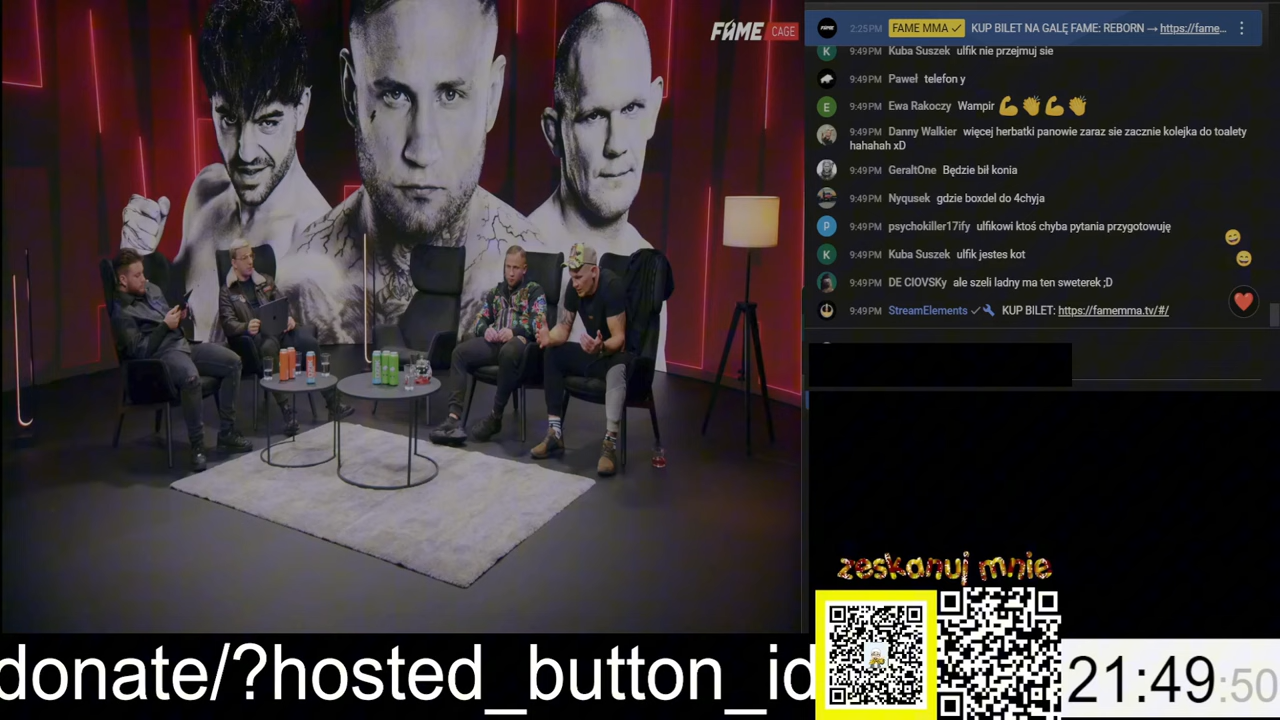 FAME CAGE
2:25PM FAME MMA ✓ KUP BILET NA GALĘ FAME: REBORN → https://fame...
K 9:49PM Kuba Suszek ulfik nie przejmuj sie
9:49PM Paweł telefon y
E 9:49PM Ewa Rakoczy Wampir 💪👏💪👏
9:49PM Danny Walkier więcej herbatki panowie zaraz sie zacznie kolejka do toalety
hahahah xD
9:49PM GeraltOne Będzie bił konia
9:49PM Nyqusek gdzie boxdel do 4chyja
P 9:49PM psychokiller17ify ulfikowi ktoś chyba pytania przygotowuję
K 9:49PM Kuba Suszek ulfik jestes kot
9:49PM DE CIOVSKy ale szeli ladny ma ten sweterek ;D
9:49PM StreamElements ✓ 🔧 KUP BILET: https://famemma.tv/#/
zeskanuj mnie
donate/?hosted_button_id
21:49:50